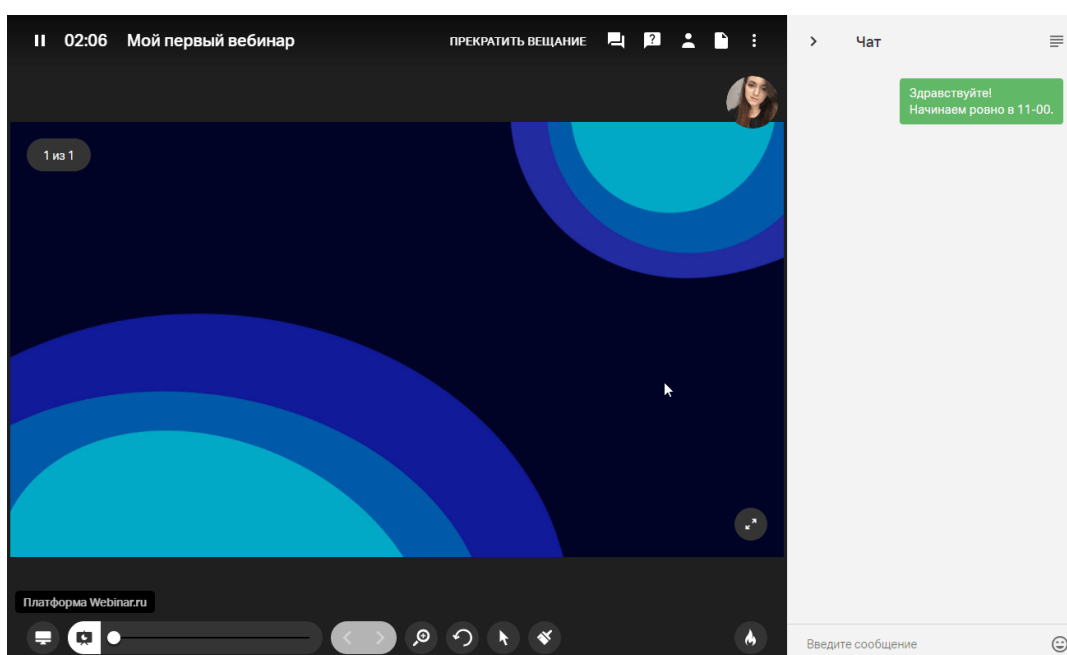 02:06 Мой первый вебинар ПРЕКРАТИТЬ ВЕЩАНИЕ
1 из 1
Платформа Webinar.ru
Чат
Здравствуйте!
Начинаем ровно в 11-00.
Введите сообщение